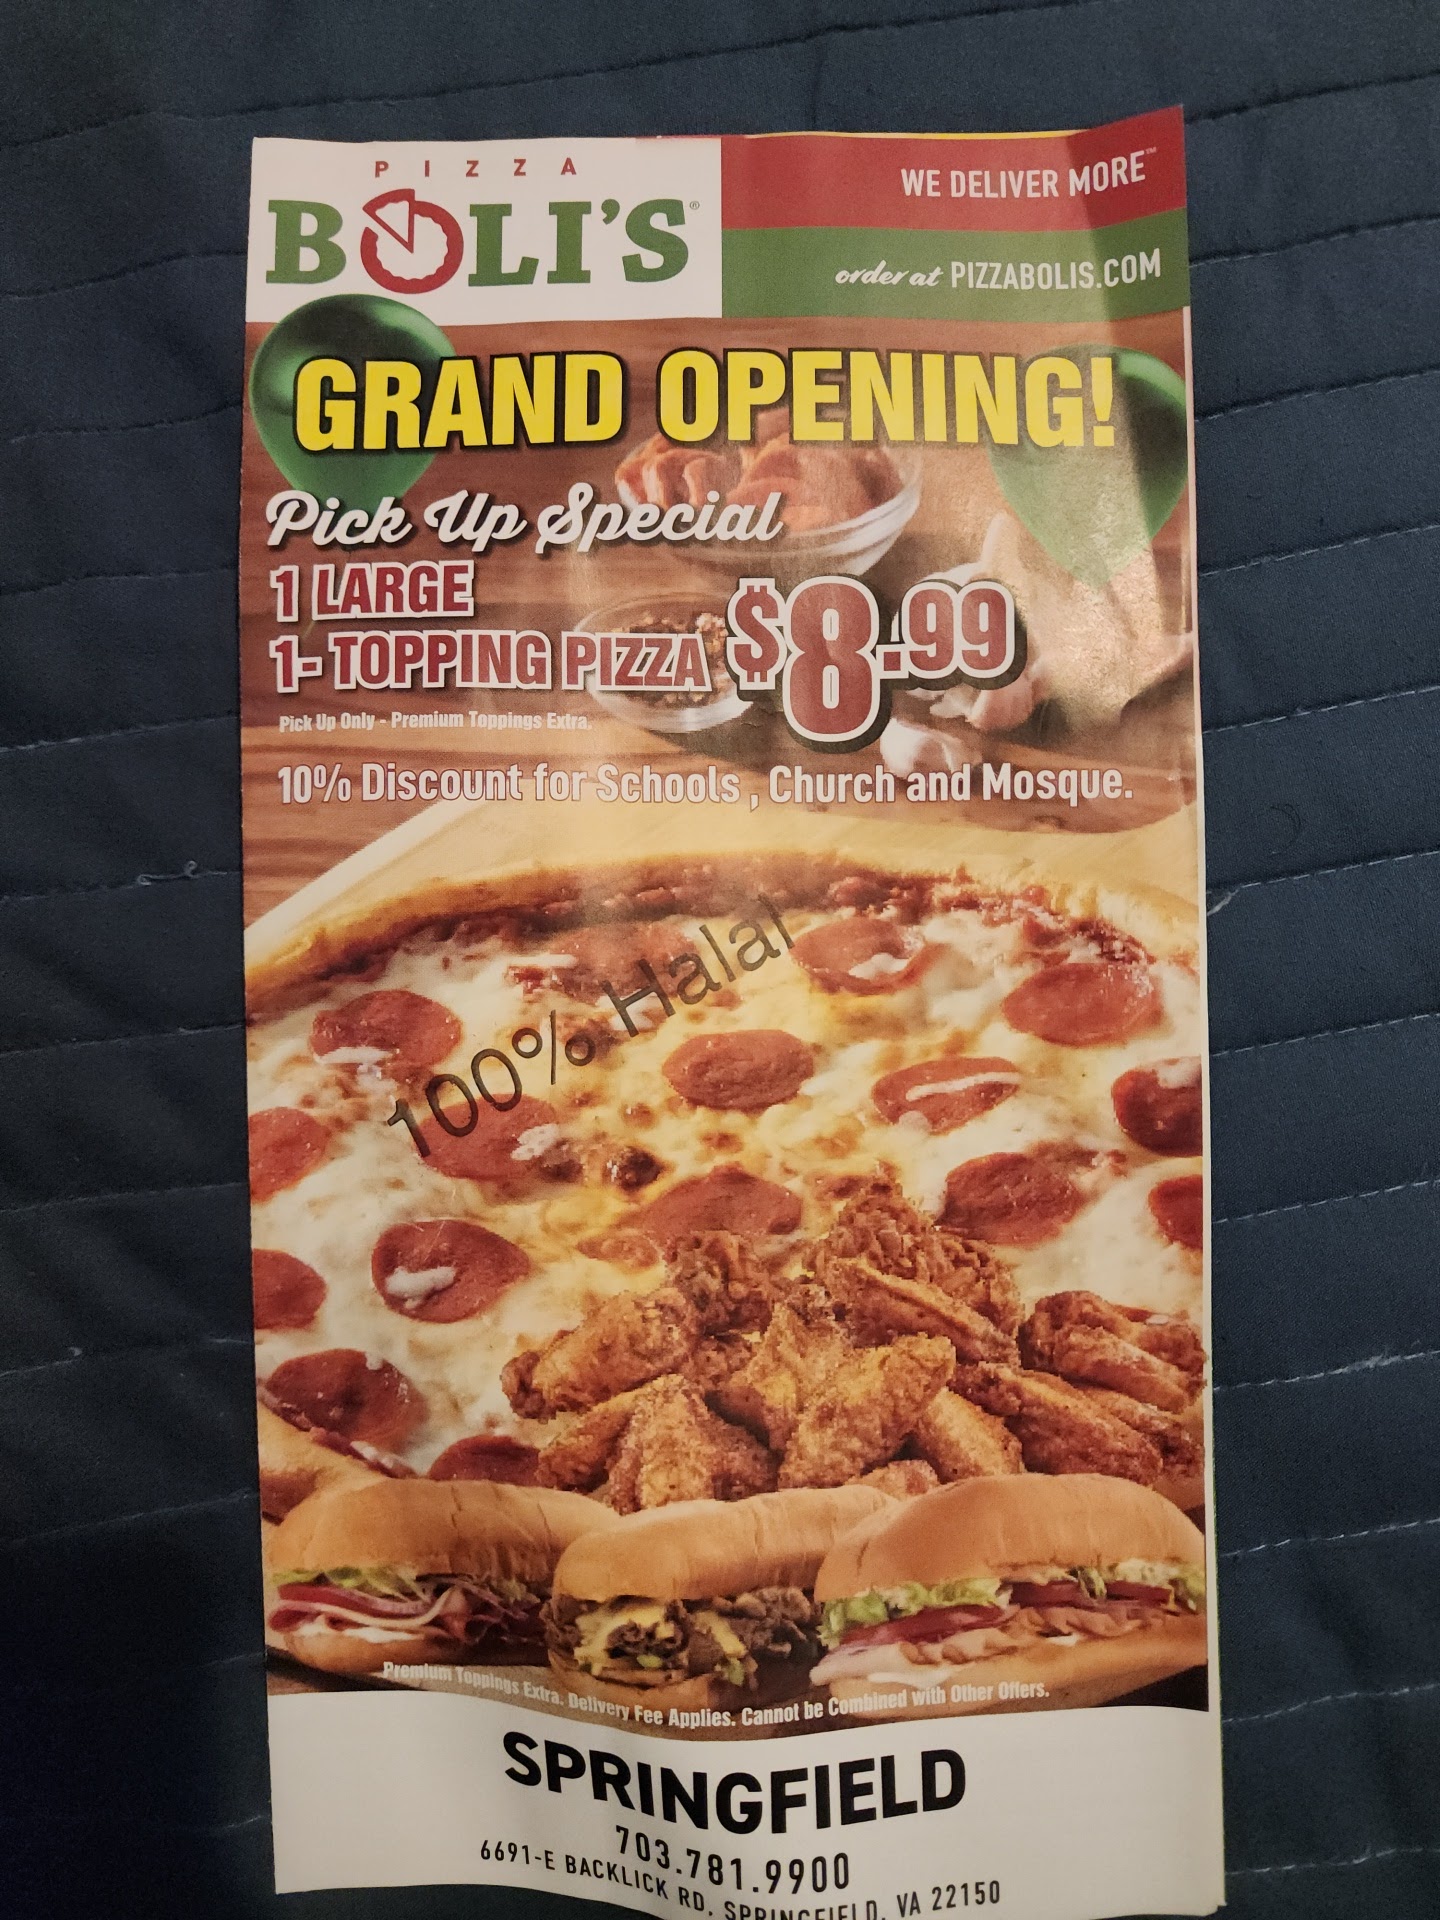 PIZZA
BOLI'S®
WE DELIVER MORE™
order at PIZZABOLIS.COM
GRAND OPENING!
Pick Up Special
1 LARGE
1- TOPPING PIZZA $8.99
Pick Up Only - Premium Toppings Extra.
10% Discount for Schools , Church and Mosque.
100% Halal
Premium Toppings Extra. Delivery Fee Applies. Cannot be Combined with Other Offers.
SPRINGFIELD
703.781.9900
6691-E BACKLICK RD, SPRINGFIELD, VA 22150